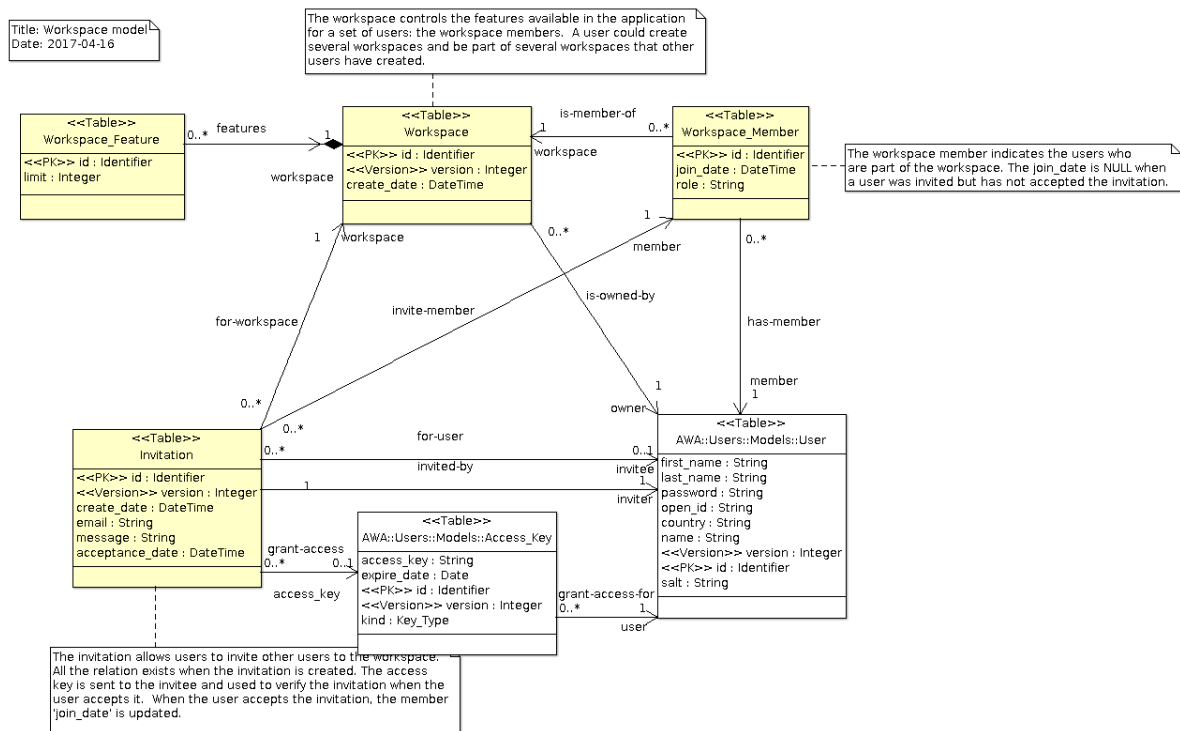 Title: Workspace model
Date: 2017-04-16
The workspace controls the features available in the application
for a set of users: the workspace members.  A user could create
several workspaces and be part of several workspaces that other
users have created.
<<Table>>
Workspace_Feature
<<PK>> id : Identifier
limit : Integer
0..*
features
1
workspace
<<Table>>
Workspace
<<PK>> id : Identifier
<<Version>> version : Integer
create_date : DateTime
is-member-of
1
0..*
workspace
<<Table>>
Workspace_Member
<<PK>> id : Identifier
join_date : DateTime
role : String
The workspace member indicates the users who
are part of the workspace. The join_date is NULL when
a user was invited but has not accepted the invitation.
1
workspace
0..*
1
member
0..*
is-owned-by
invite-member
for-workspace
has-member
0..*
0..*
1
owner
member
1
<<Table>>
Invitation
<<PK>> id : Identifier
<<Version>> version : Integer
create_date : DateTime
email : String
message : String
acceptance_date : DateTime
for-user
0..*
0..1
invitee
invited-by
1
1
inviter
<<Table>>
AWA::Users::Models::User
first_name : String
last_name : String
password : String
open_id : String
country : String
name : String
<<Version>> version : Integer
<<PK>> id : Identifier
salt : String
grant-access
0..*
0..1
access_key
<<Table>>
AWA::Users::Models::Access_Key
access_key : String
expire_date : Date
<<PK>> id : Identifier
<<Version>> version : Integer
kind : Key_Type
grant-access-for
0..*
1
user
The invitation allows users to invite other users to the workspace.
All the relation exists when the invitation is created. The access
key is sent to the invitee and used to verify the invitation when the
user accepts it.  When the user accepts the invitation, the member
'join_date' is updated.